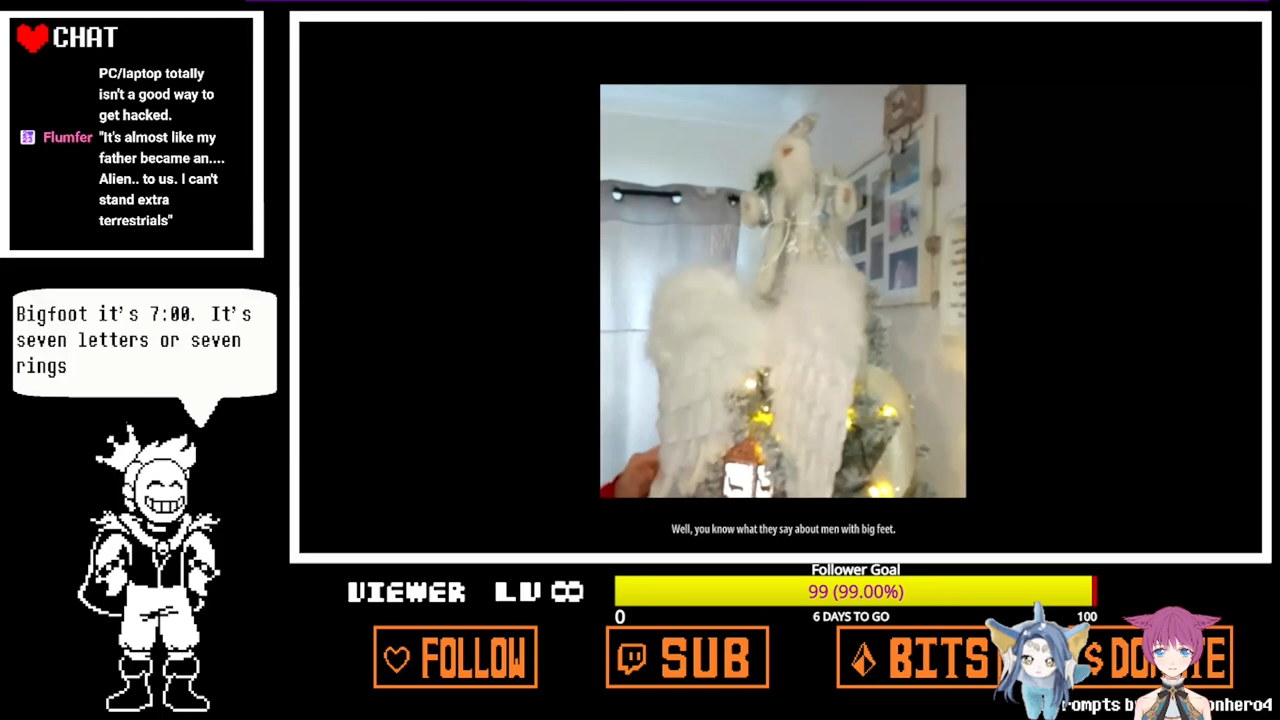 CHAT
PC/laptop totally
isn't a good way to
get hacked.
Flumfer "It's almost like my
father became an....
Alien.. to us. I can't
stand extra
terrestrials"
Bigfoot it's 7:00. It's
seven letters or seven
rings
Well, you know what they say about men with big feet.
VIEWER LV ∞
Follower Goal
99 (99.00%)
0
6 DAYS TO GO
100
FOLLOW
SUB
BITS
$